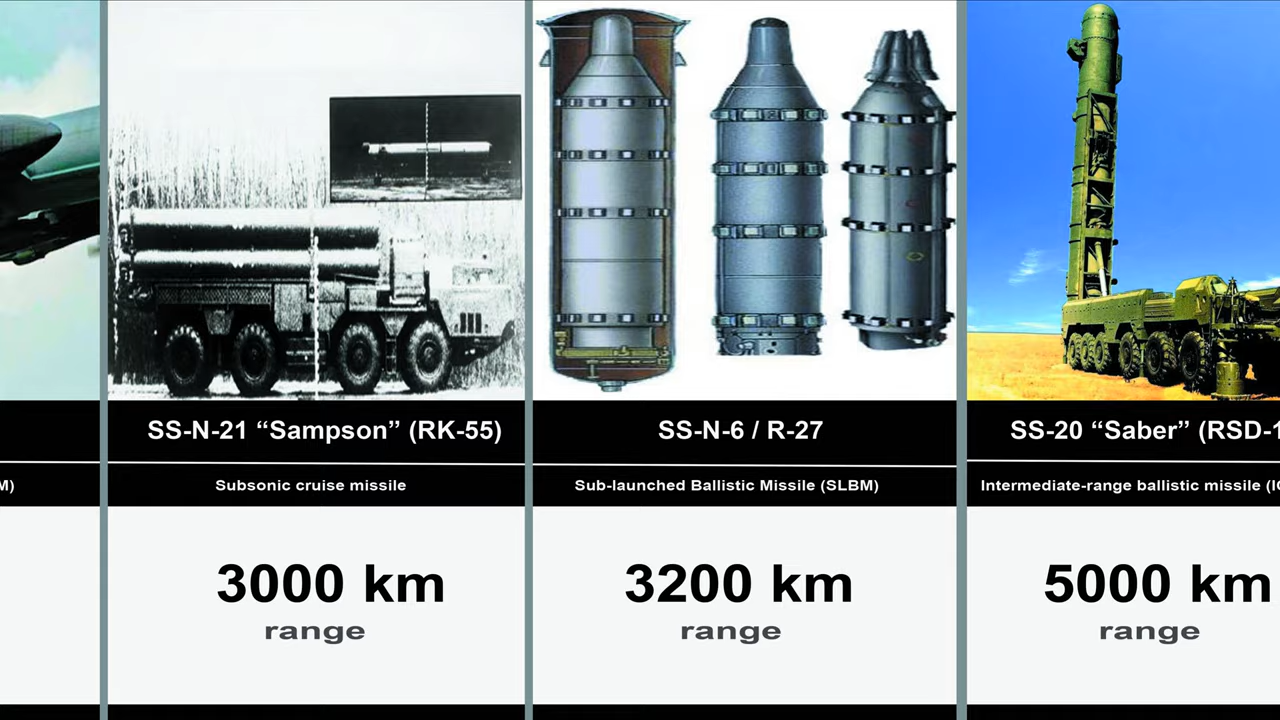 M)
SS-N-21 “Sampson” (RK-55)
Subsonic cruise missile
3000 km
range
SS-N-6 / R-27
Sub-launched Ballistic Missile (SLBM)
3200 km
range
SS-20 “Saber” (RSD-1
Intermediate-range ballistic missile (I
5000 km
range